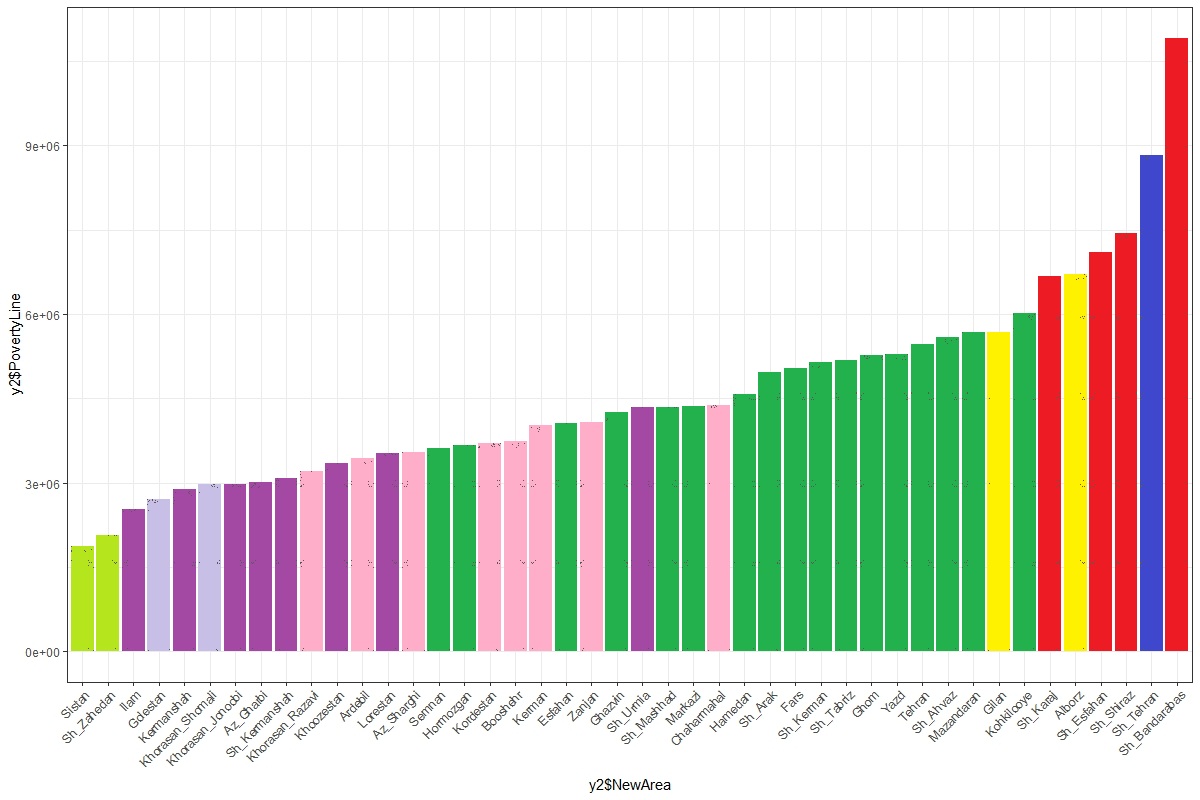 y2$PovertyLine
9e+06
6e+06
3e+06
0e+00
Sistan
Sh_Zahedan
Ilam
Golestan
Kermanshah
Khorasan_Shomali
Khorasan_Jonoobi
Az_Gharbi
Sh_Kermanshah
Khorasan_Razavi
Khoozestan
Ardebil
Lorestan
Az_Sharghi
Semnan
Hormozgan
Kordestan
Booshehr
Kerman
Esfahan
Zanjan
Ghazvin
Sh_Urmia
Sh_Mashhad
Markazi
Chaharmahal
Hamedan
Sh_Arak
Fars
Sh_Kerman
Sh_Tabriz
Ghom
Yazd
Tehran
Sh_Ahvaz
Mazandaran
Gilan
Kohkilooye
Sh_Karaj
Alborz
Sh_Esfahan
Sh_Shiraz
Sh_Tehran
Sh_Bandarabas
y2$NewArea